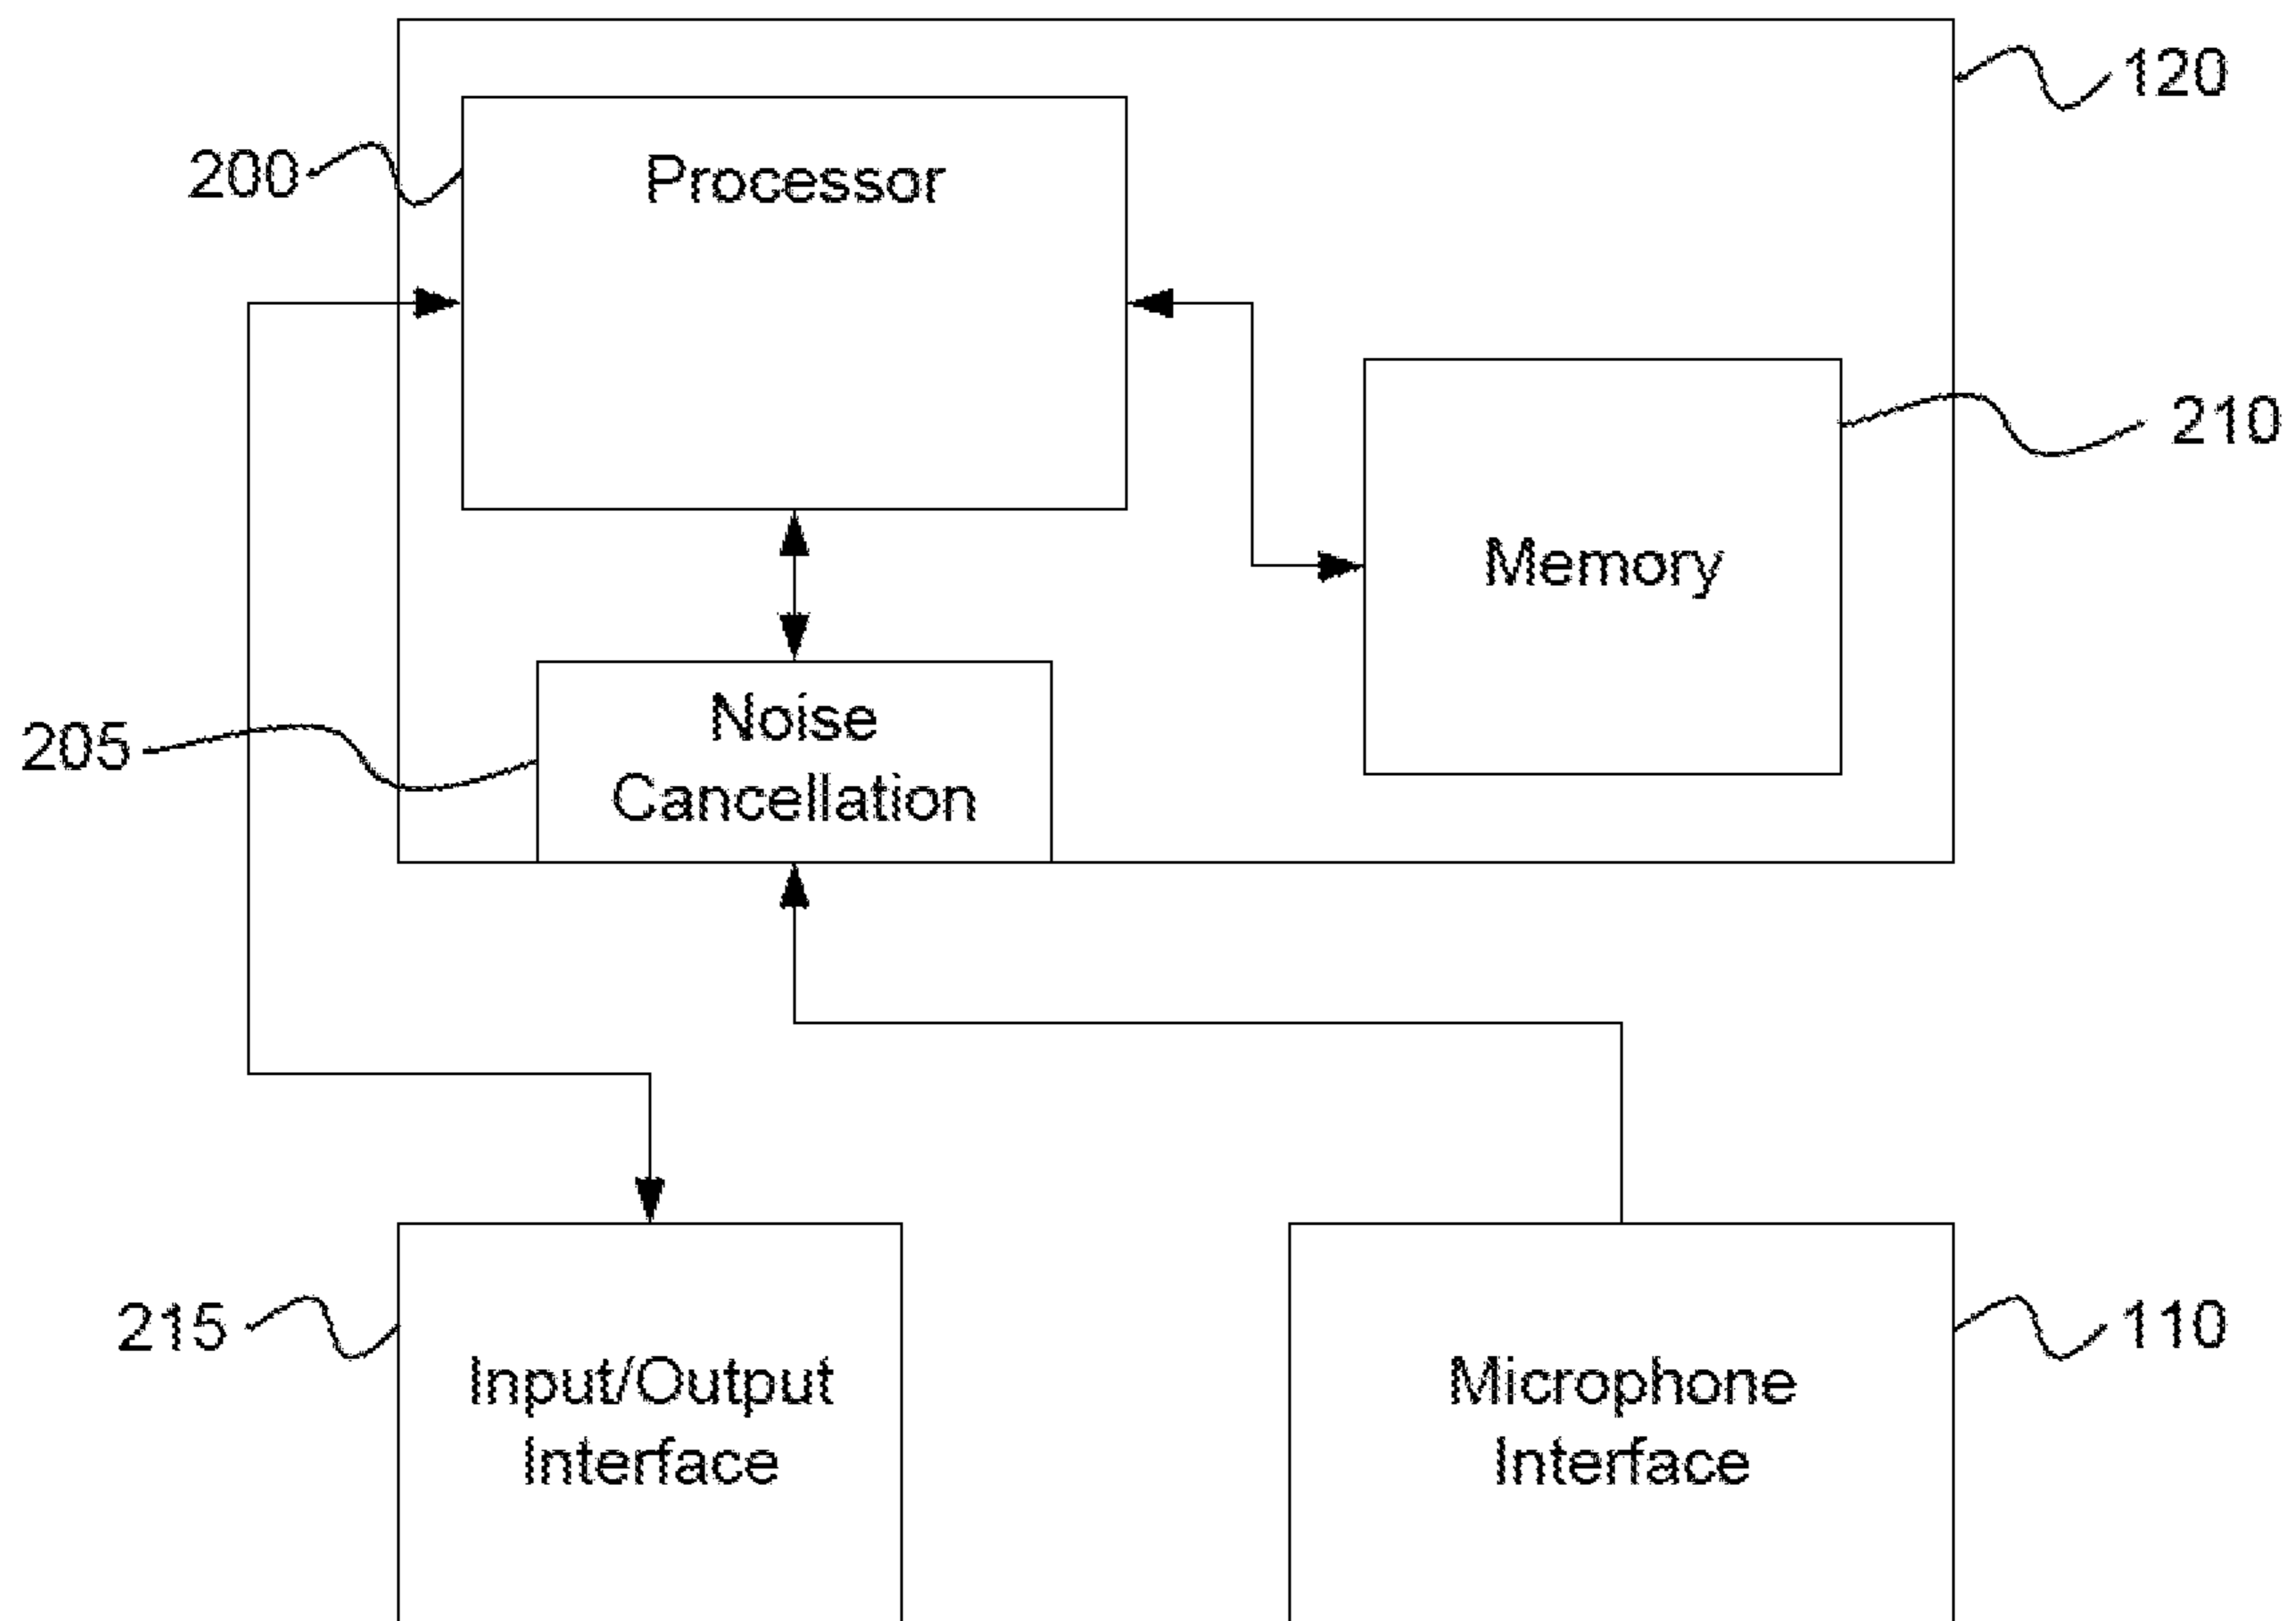 120
200
Processor
210
Memory
205
Noise
Cancellation
215
Input/Output
Interface
110
Microphone
Interface